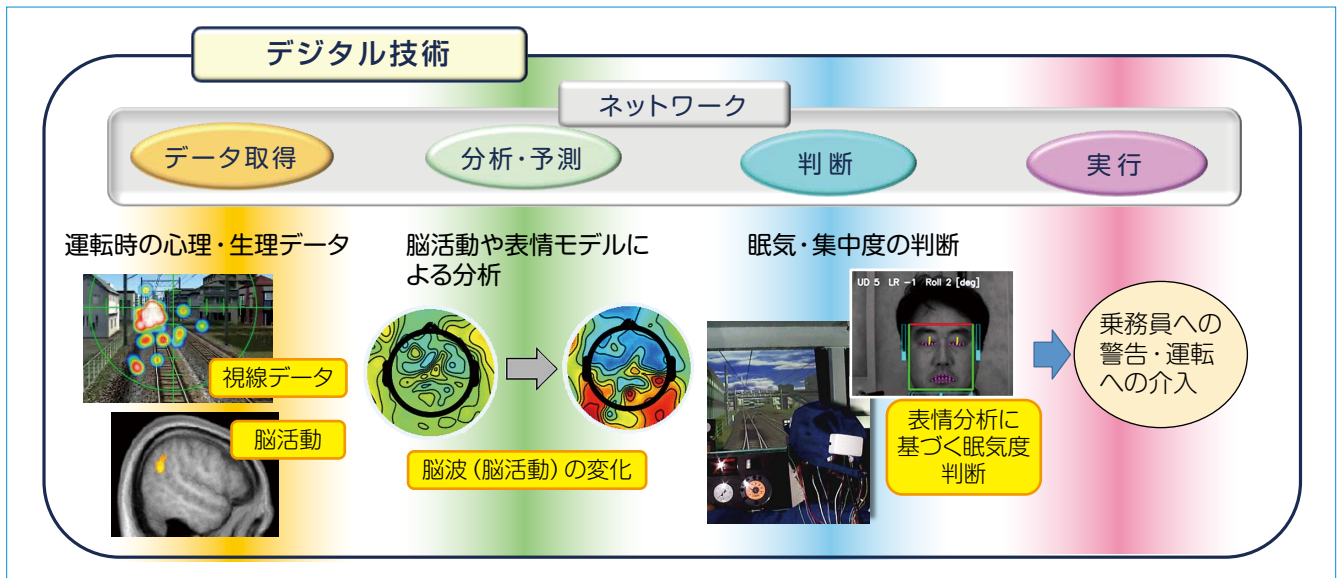 デジタル技術
ネットワーク
データ取得
分析・予測
判断
実行
運転時の心理・生理データ
視線データ
脳活動
脳活動や表情モデルに
よる分析
脳波（脳活動）の変化
眠気・集中度の判断
UD 5 LR -1 Roll 2 [deg]
表情分析に
基づく眠気度
判断
乗務員への
警告・運転
への介入